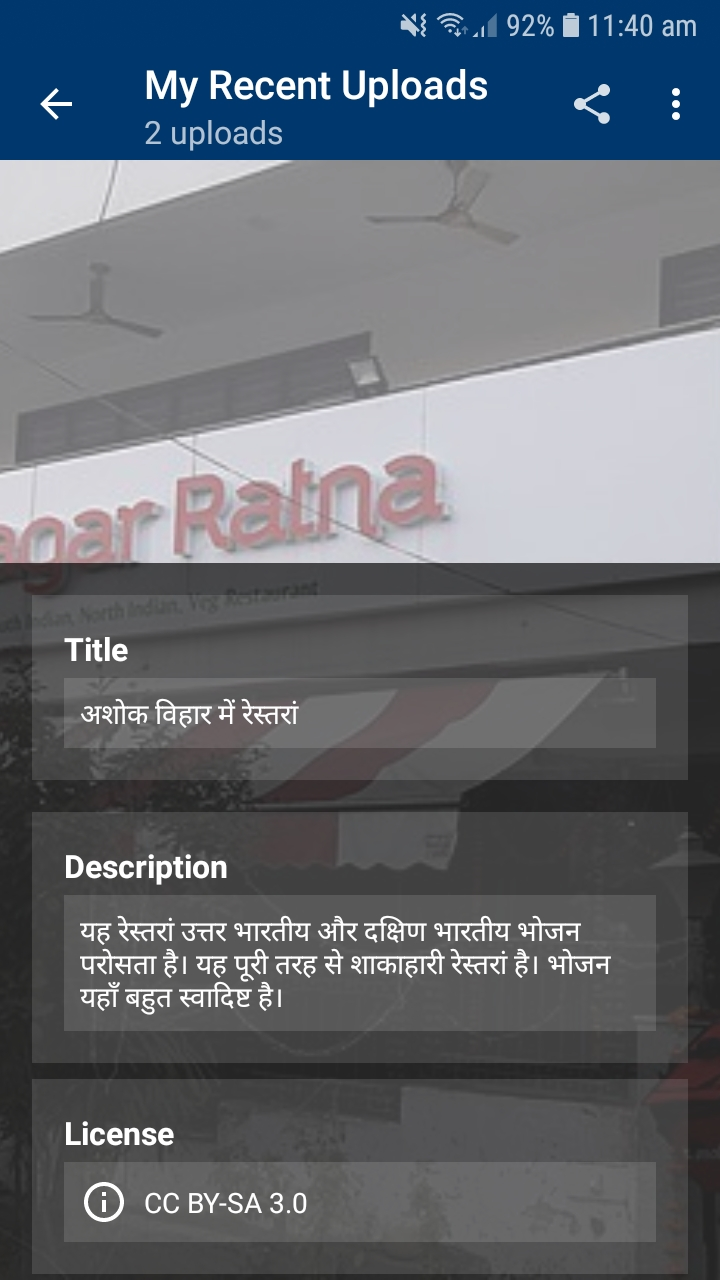 92% 11:40 am
My Recent Uploads
2 uploads
agar Ratna
Indian, North Indian, Veg Restaurant
Title
अशोक विहार में रेस्तरां
Description
यह रेस्तरां उत्तर भारतीय और दक्षिण भारतीय भोजन
परोसता है। यह पूरी तरह से शाकाहारी रेस्तरां है। भोजन
यहाँ बहुत स्वादिष्ट है।
License
CC BY-SA 3.0